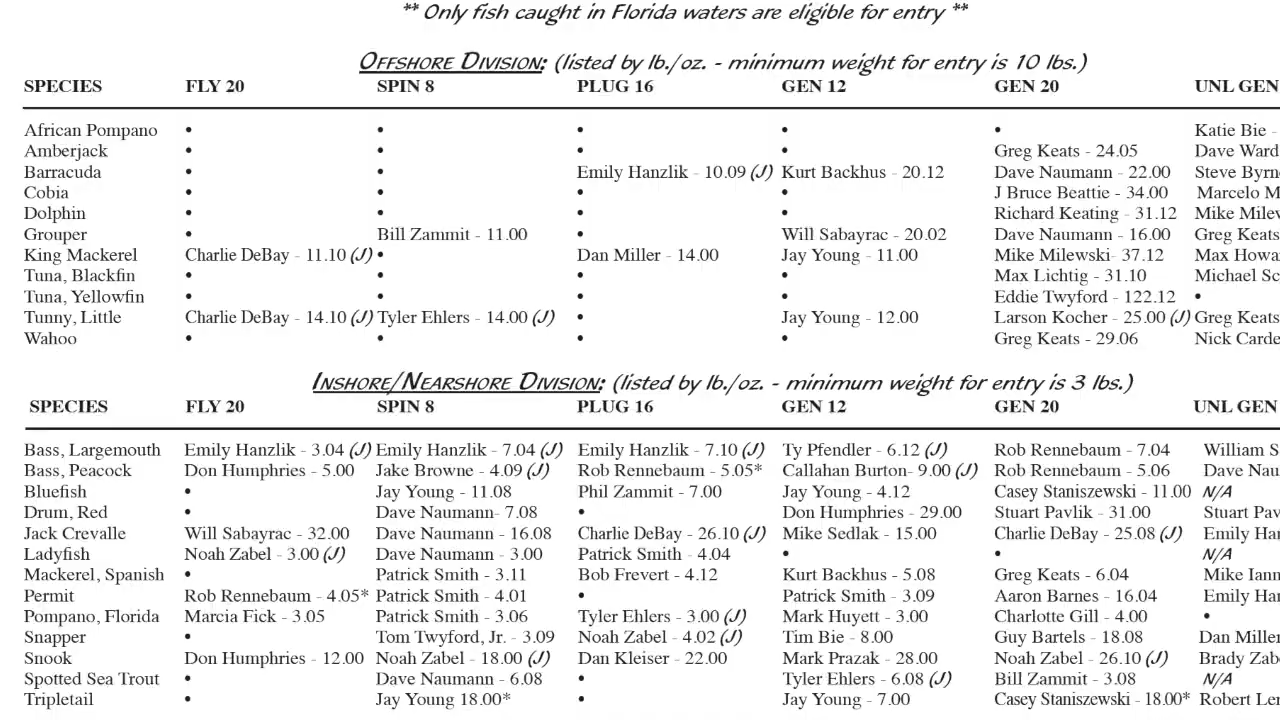 ** Only fish caught in Florida waters are eligible for entry **
OFFSHORE DIVISION: (listed by lb./oz. - minimum weight for entry is 10 lbs.)
SPECIES FLY 20 SPIN 8 PLUG 16 GEN 12 GEN 20 UNL GEN
African Pompano • • • • • Katie Bie -
Amberjack • • • • Greg Keats - 24.05 Dave Ward
Barracuda • • Emily Hanzlik - 10.09 (J) Kurt Backhus - 20.12 Dave Naumann - 22.00 Steve Byrne
Cobia • • • • J Bruce Beattie - 34.00 Marcelo M
Dolphin • • • • Richard Keating - 31.12 Mike Milew
Grouper • Bill Zammit - 11.00 • Will Sabayrac - 20.02 Dave Naumann - 16.00 Greg Keats
King Mackerel Charlie DeBay - 11.10 (J) • Dan Miller - 14.00 Jay Young - 11.00 Mike Milewski- 37.12 Max Howa
Tuna, Blackfin • • • • Max Lichtig - 31.10 Michael Sc
Tuna, Yellowfin • • • • Eddie Twyford - 122.12 •
Tunny, Little Charlie DeBay - 14.10 (J) Tyler Ehlers - 14.00 (J) • Jay Young - 12.00 Larson Kocher - 25.00 (J) Greg Keats
Wahoo • • • • Greg Keats - 29.06 Nick Carde
INSHORE/NEARSHORE DIVISION: (listed by lb./oz. - minimum weight for entry is 3 lbs.)
SPECIES FLY 20 SPIN 8 PLUG 16 GEN 12 GEN 20 UNL GEN
Bass, Largemouth Emily Hanzlik - 3.04 (J) Emily Hanzlik - 7.04 (J) Emily Hanzlik - 7.10 (J) Ty Pfendler - 6.12 (J) Rob Rennebaum - 7.04 William S
Bass, Peacock Don Humphries - 5.00 Jake Browne - 4.09 (J) Rob Rennebaum - 5.05* Callahan Burton- 9.00 (J) Rob Rennebaum - 5.06 Dave Nau
Bluefish • Jay Young - 11.08 Phil Zammit - 7.00 Jay Young - 4.12 Casey Staniszewski - 11.00 N/A
Drum, Red • Dave Naumann- 7.08 • Don Humphries - 29.00 Stuart Pavlik - 31.00 Stuart Pav
Jack Crevalle Will Sabayrac - 32.00 Dave Naumann - 16.08 Charlie DeBay - 26.10 (J) Mike Sedlak - 15.00 Charlie DeBay - 25.08 (J) Emily Han
Ladyfish Noah Zabel - 3.00 (J) Dave Naumann - 3.00 Patrick Smith - 4.04 • • N/A
Mackerel, Spanish • Patrick Smith - 3.11 Bob Frevert - 4.12 Kurt Backhus - 5.08 Greg Keats - 6.04 Mike Iann
Permit Rob Rennebaum - 4.05* Patrick Smith - 4.01 • Patrick Smith - 3.09 Aaron Barnes - 16.04 Emily Han
Pompano, Florida Marcia Fick - 3.05 Patrick Smith - 3.06 Tyler Ehlers - 3.00 (J) Mark Huyett - 3.00 Charlotte Gill - 4.00 •
Snapper • Tom Twyford, Jr. - 3.09 Noah Zabel - 4.02 (J) Tim Bie - 8.00 Guy Bartels - 18.08 Dan Miller
Snook Don Humphries - 12.00 Noah Zabel - 18.00 (J) Dan Kleiser - 22.00 Mark Prazak - 28.00 Noah Zabel - 26.10 (J) Brady Zab
Spotted Sea Trout • Dave Naumann - 6.08 • Tyler Ehlers - 6.08 (J) Bill Zammit - 3.08 N/A
Tripletail • Jay Young 18.00* • Jay Young - 7.00 Casey Staniszewski - 18.00* Robert Ler